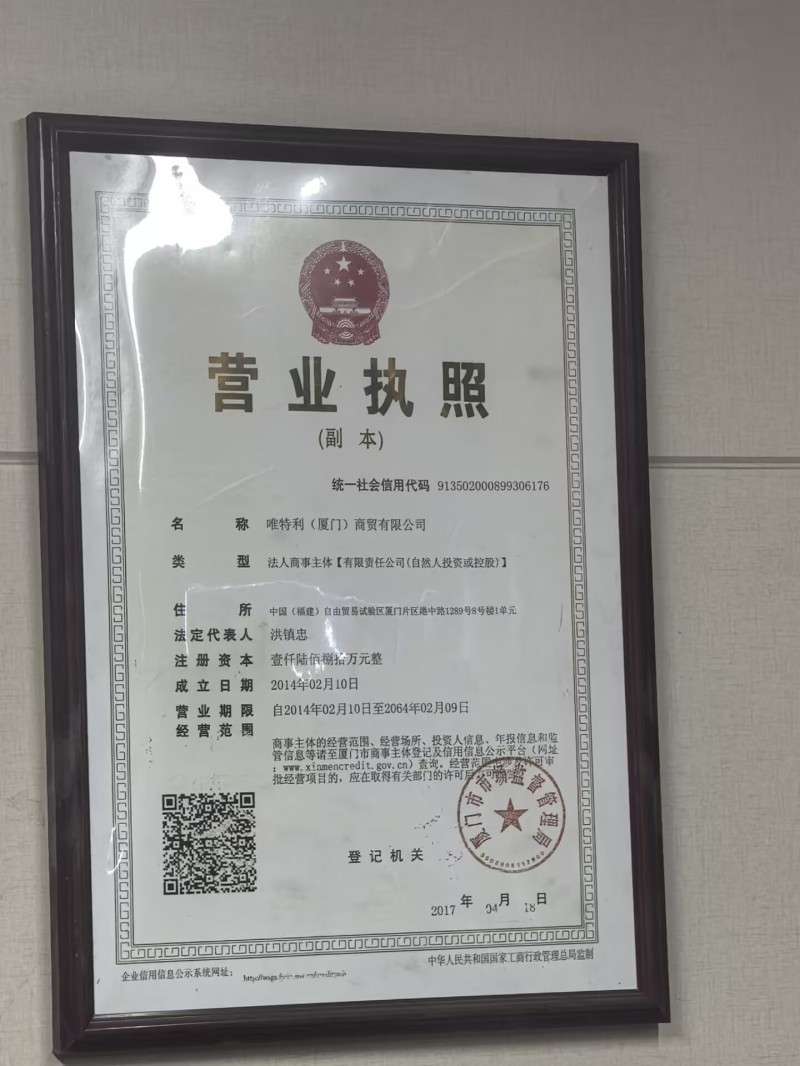 营业执照
(副 本)
统一社会信用代码 913502000899306176
名 称 唯特利（厦门）商贸有限公司
类 型 法人商事主体【有限责任公司(自然人投资或控股)】
住 所 中国（福建）自由贸易试验区厦门片区港中路1289号8号楼1单元
法定代表人 洪镇忠
注册资本 壹仟陆佰捌拾万元整
成立日期 2014年02月10日
营业期限 自2014年02月10日至2064年02月09日
经营范围
商事主体的经营范围、经营场所、投资人信息、年报信息和监
管信息等请至厦门市商事主体登记及信用信息公示平台（网址
：www.xiamencredit.gov.cn）查询。经营范围中涉及许可审
批经营项目的，应在取得有关部门的许可后方可经营。
厦门市市场监督管理局
登记机关
2017 年 04 月 18 日
企业信用信息公示系统网址：
中华人民共和国国家工商行政管理总局监制